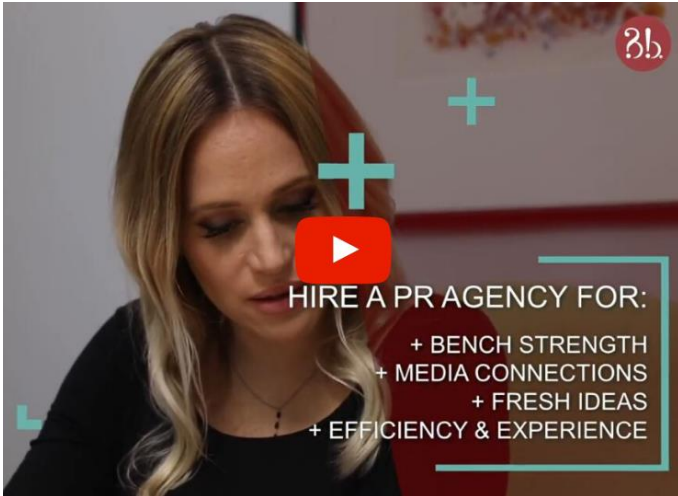 3b
HIRE A PR AGENCY FOR:
+ BENCH STRENGTH
+ MEDIA CONNECTIONS
+ FRESH IDEAS
+ EFFICIENCY & EXPERIENCE